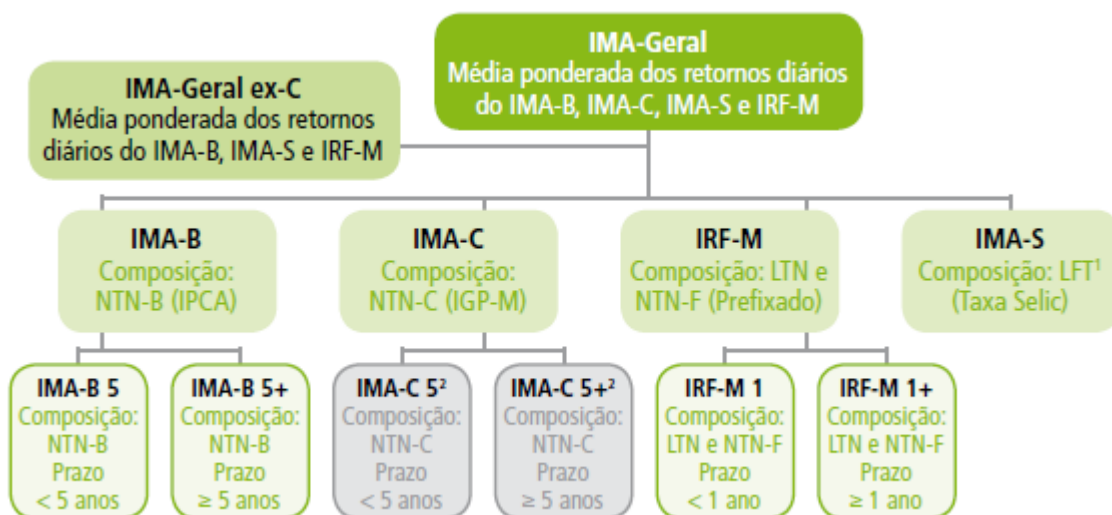 IMA-Geral
Média ponderada dos retornos diários
do IMA-B, IMA-C, IMA-S e IRF-M
IMA-Geral ex-C
Média ponderada dos retornos
diários do IMA-B, IMA-S e IRF-M
IMA-B
Composição:
NTN-B (IPCA)
IMA-C
Composição:
NTN-C (IGP-M)
IRF-M
Composição: LTN e
NTN-F (Prefixado)
IMA-S
Composição: LFT¹
(Taxa Selic)
IMA-B 5
Composição:
NTN-B
Prazo
< 5 anos
IMA-B 5+
Composição:
NTN-B
Prazo
≥ 5 anos
IMA-C 5²
Composição:
NTN-C
Prazo
< 5 anos
IMA-C 5+²
Composição:
NTN-C
Prazo
≥ 5 anos
IRF-M 1
Composição:
LTN e NTN-F
Prazo
< 1 ano
IRF-M 1+
Composição:
LTN e NTN-F
Prazo
≥ 1 ano